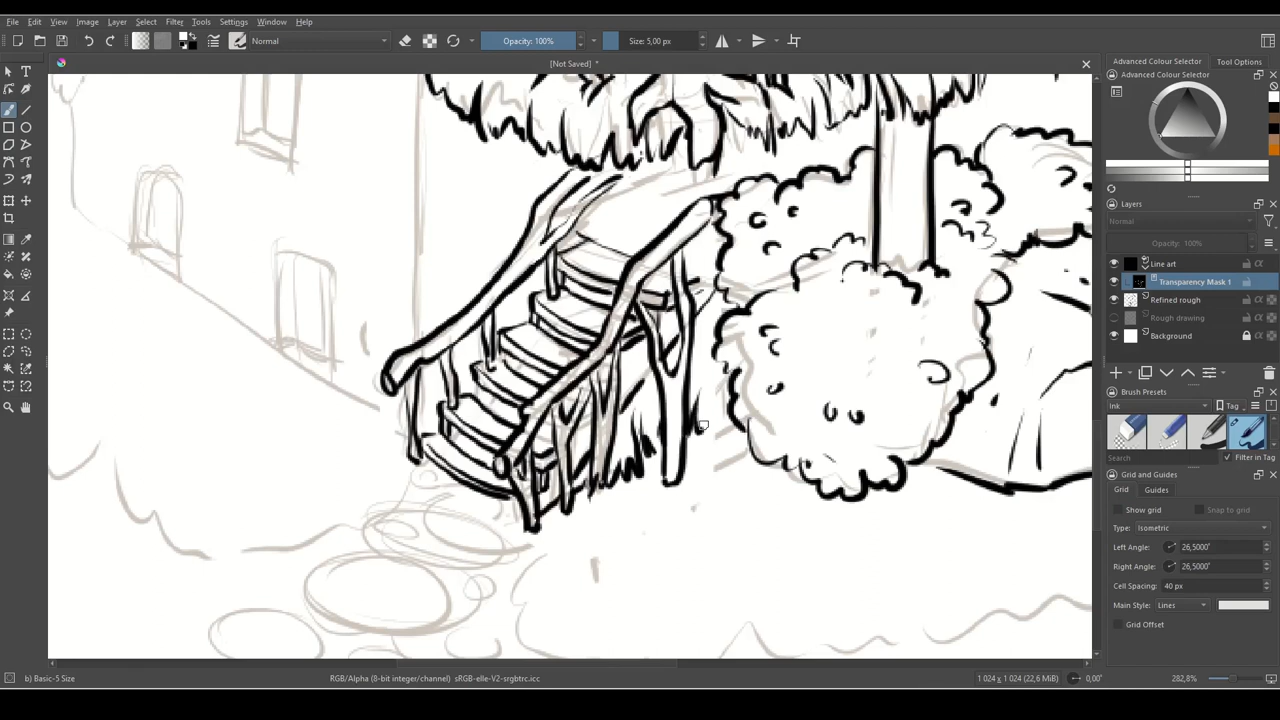 File Edit View Image Layer Select Filter Tools Settings Window Help
Normal Opacity: 100% Size: 5,00 px
[Not Saved] *
Advanced Colour Selector Tool Options
Advanced Colour Selector
Layers
Normal
Opacity: 100%
Line art
Transparency Mask 1
Refined rough
Rough drawing
Background
Brush Presets
Ink Tag
Search Filter in Tag
Grid and Guides
Grid Guides
Show grid Snap to grid
Type: Isometric
Left Angle: 26,5000°
Right Angle: 26,5000°
Cell Spacing: 40 px
Main Style: Lines
Grid Offset
b) Basic-5 Size RGB/Alpha (8-bit integer/channel) sRGB-elle-V2-srgbtrc.icc 1 024 x 1 024 (22,6 MiB) 0,00° 282,8%